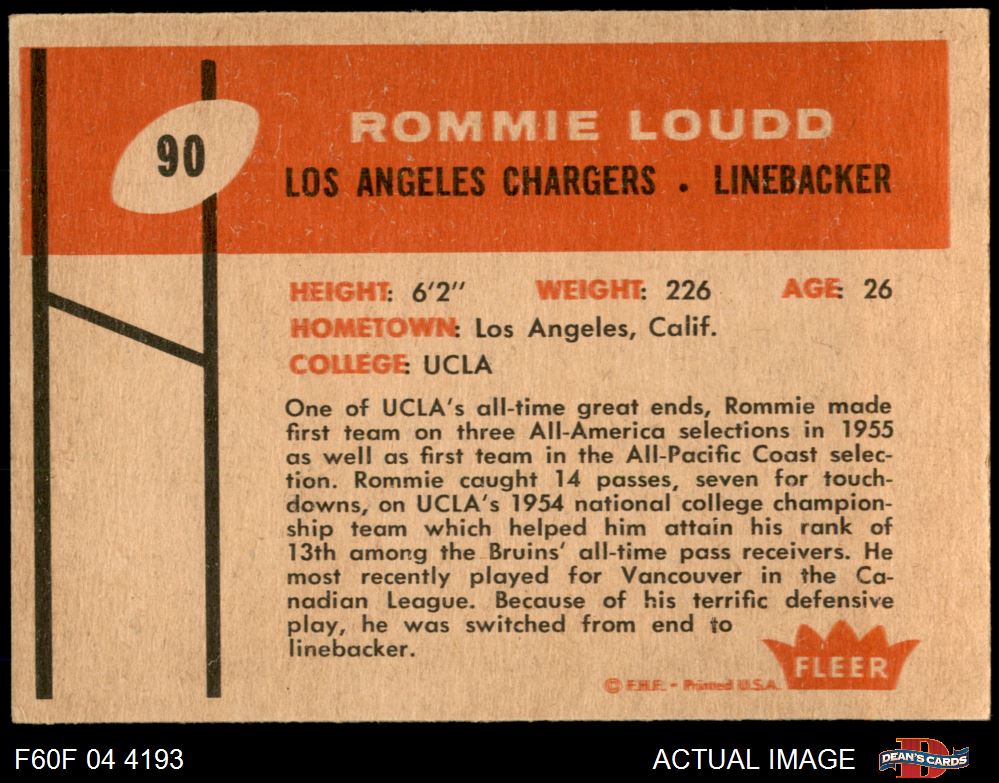 90
ROMMIE LOUDD
LOS ANGELES CHARGERS . LINEBACKER
HEIGHT: 6'2" WEIGHT: 226 AGE: 26
HOMETOWN: Los Angeles, Calif.
COLLEGE: UCLA
One of UCLA's all-time great ends, Rommie made
first team on three All-America selections in 1955
as well as first team in the All-Pacific Coast selec-
tion. Rommie caught 14 passes, seven for touch-
downs, on UCLA's 1954 national college champion-
ship team which helped him attain his rank of
13th among the Bruins' all-time pass receivers. He
most recently played for Vancouver in the Ca-
nadian League. Because of his terrific defensive
play, he was switched from end to
linebacker.
FLEER
© F.H.F. - Printed U.S.A.
F60F 04 4193
ACTUAL IMAGE
D
DEAN'S CARDS